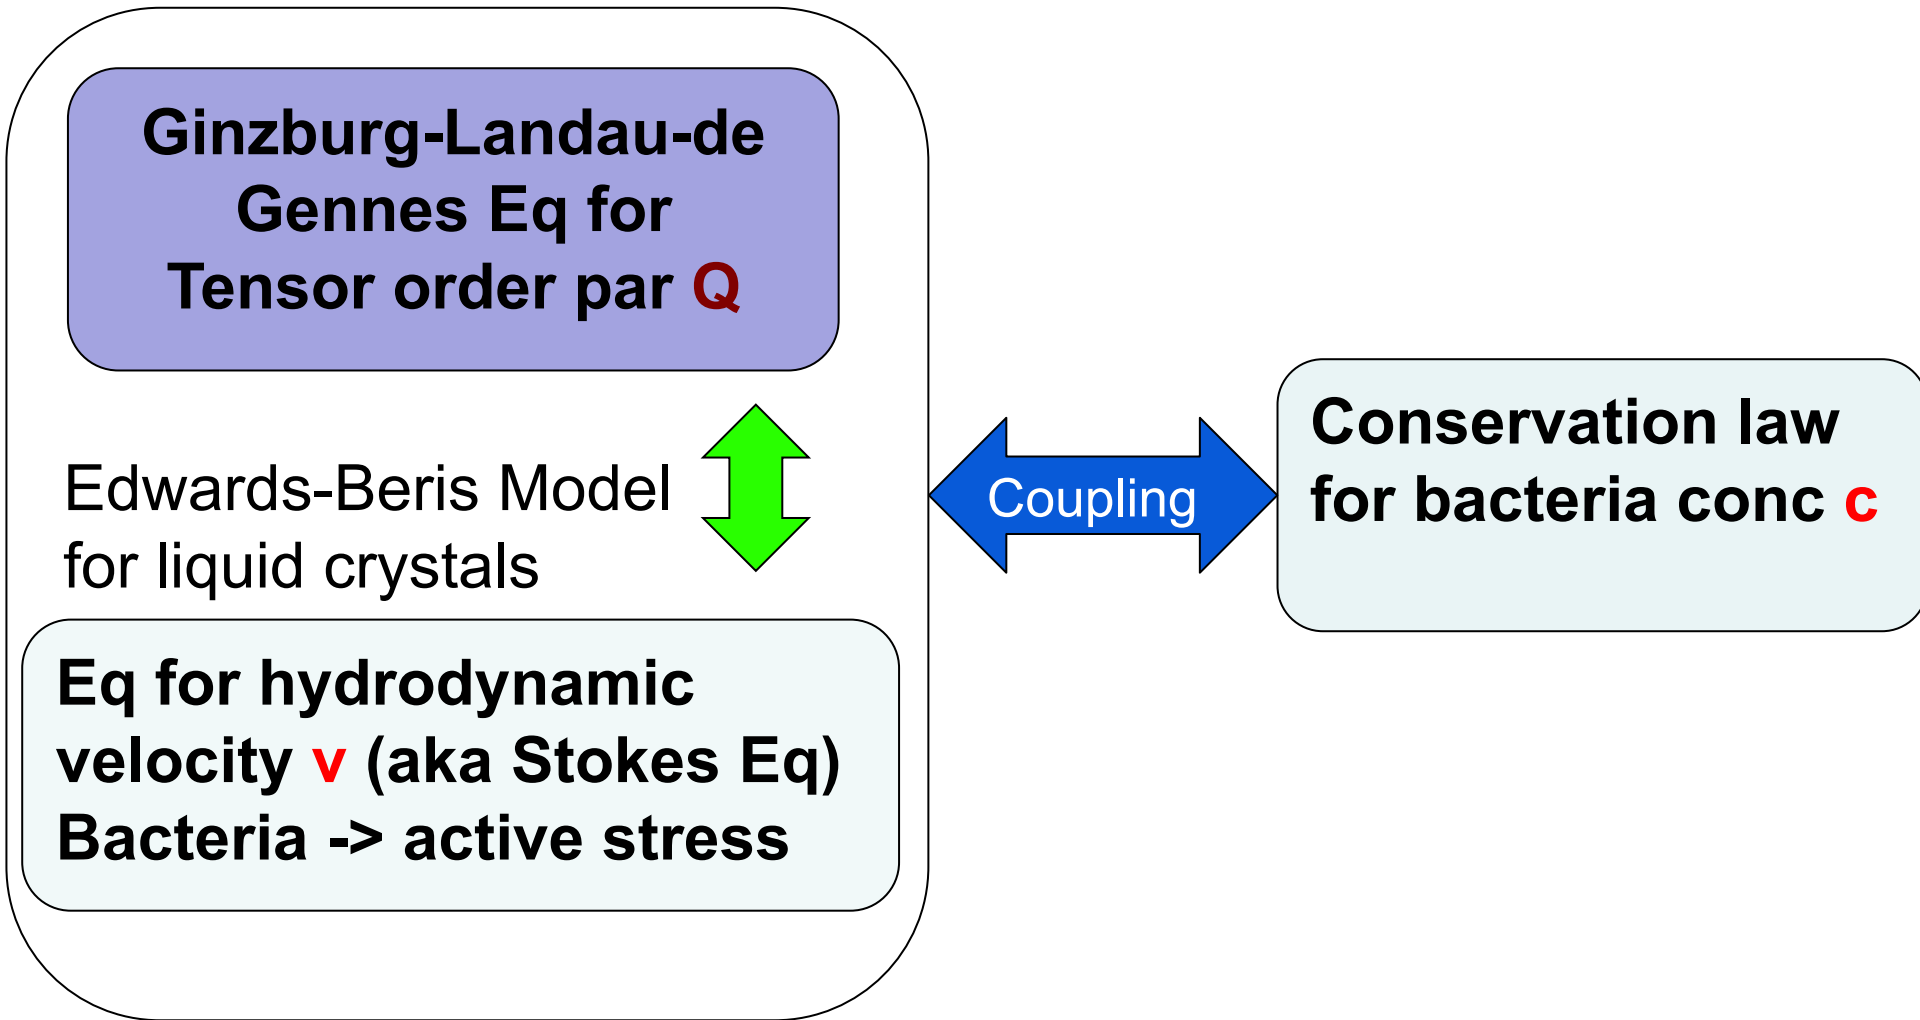 Ginzburg-Landau-de
Gennes Eq for
Tensor order par Q
Edwards-Beris Model
for liquid crystals
Eq for hydrodynamic
velocity v (aka Stokes Eq)
Bacteria -> active stress
Coupling
Conservation law
for bacteria conc c